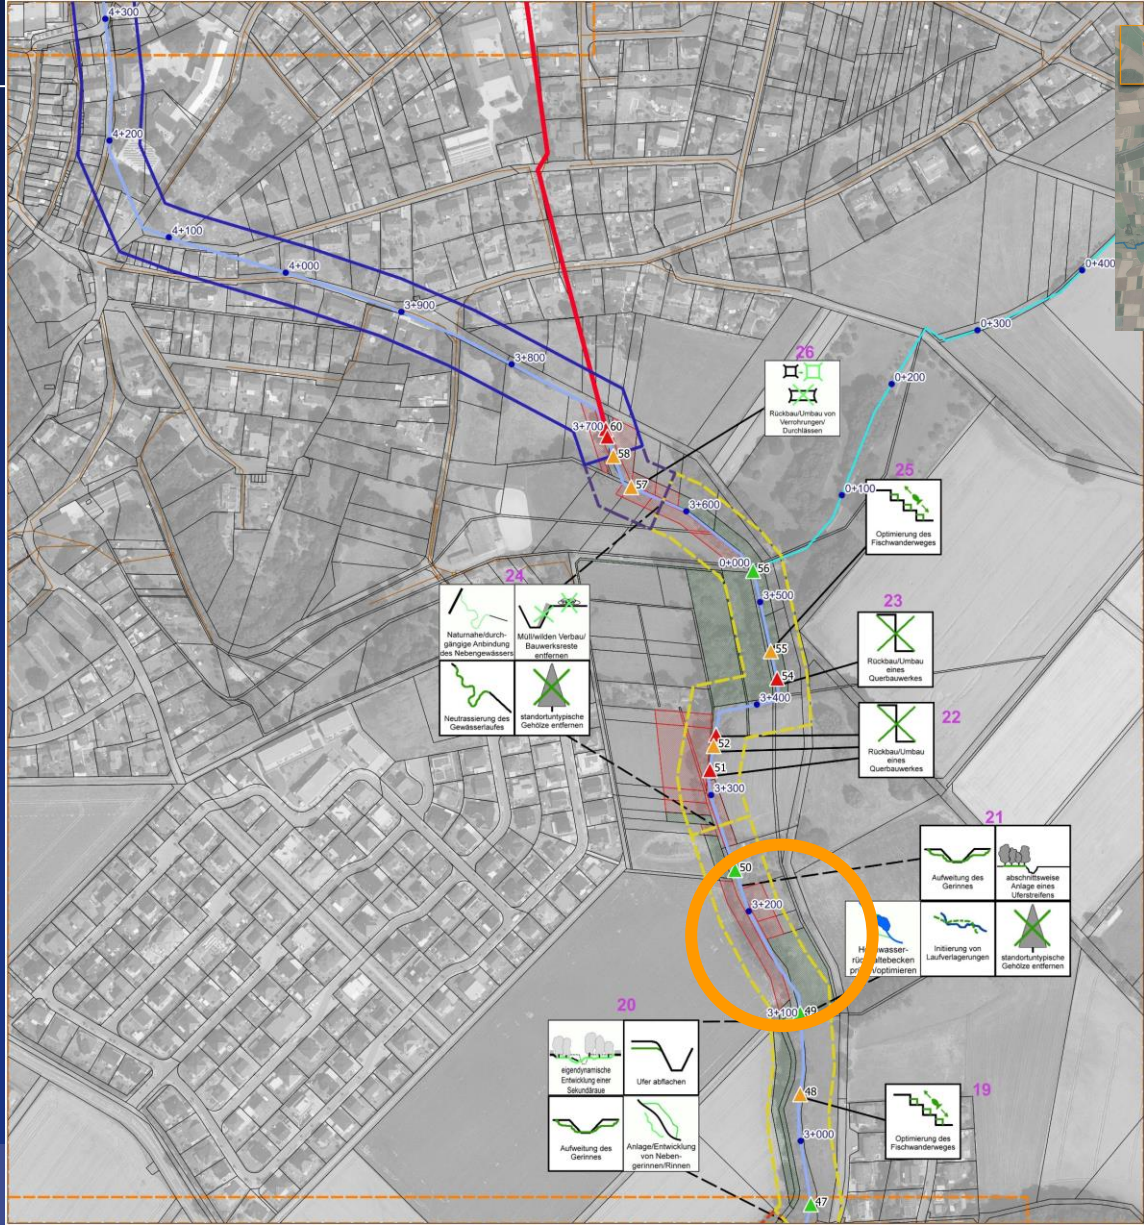 4+300
4+200
4+100
4+000
3+900
3+800
0+400
0+300
0+200
0+100
26
Rückbau/Umbau von
Verrohrungen/
Durchlässen
3+700
60
58
57
3+600
25
Optimierung des
Fischwanderweges
0+000
56
3+500
24
Naturnahe/durch-
gängige Anbindung
des Nebengewässers
Müll/wilden Verbau/
Bauwerksreste
entfernen
Neutrassierung des
Gewässerlaufes
standortuntypische
Gehölze entfernen
23
Rückbau/Umbau
eines
Querbauwerkes
55
54
3+400
22
Rückbau/Umbau
eines
Querbauwerkes
52
51
3+300
21
Aufweitung des
Gerinnes
abschnittsweise
Anlage eines
Uferstreifens
Initiierung von
Laufverlagerungen
standortuntypische
Gehölze entfernen
50
3+200
3+100
49
20
eigendynamische
Entwicklung einer
Sekundäraue
Ufer abflachen
Aufweitung des
Gerinnes
Anlage/Entwicklung
von Neben-
gerinnen/Rinnen
48
19
Optimierung des
Fischwanderweges
3+000
47